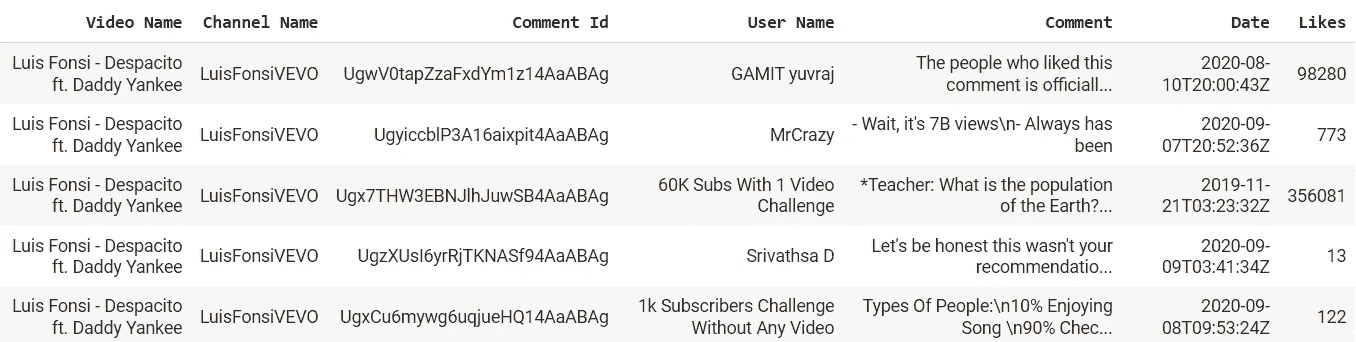 Video Name Channel Name Comment Id User Name Comment Date Likes
Luis Fonsi - Despacito The people who liked this 2020-08-
ft. Daddy Yankee LuisFonsiVEVO UgwV0tapZzaFxdYm1z14AaABAg GAMIT yuvraj comment is officiall... 10T20:00:43Z 98280
Luis Fonsi - Despacito - Wait, it's 7B views\n- Always has 2020-09-
ft. Daddy Yankee LuisFonsiVEVO UgyiccblP3A16aixpit4AaABAg MrCrazy been 07T20:52:36Z 773
Luis Fonsi - Despacito 60K Subs With 1 Video *Teacher: What is the population 2019-11-
ft. Daddy Yankee LuisFonsiVEVO Ugx7THW3EBNJlhJuwSB4AaABAg Challenge of the Earth?... 21T03:23:32Z 356081
Luis Fonsi - Despacito Let's be honest this wasn't your 2020-09-
ft. Daddy Yankee LuisFonsiVEVO UgzXUsI6yrRjTKNASf94AaABAg Srivathsa D recommendatio... 09T03:41:34Z 13
Luis Fonsi - Despacito 1k Subscribers Challenge Types Of People:\n10% Enjoying 2020-09-
ft. Daddy Yankee LuisFonsiVEVO UgxCu6mywg6uqjueHQ14AaABAg Without Any Video Song \n90% Chec... 08T09:53:24Z 122